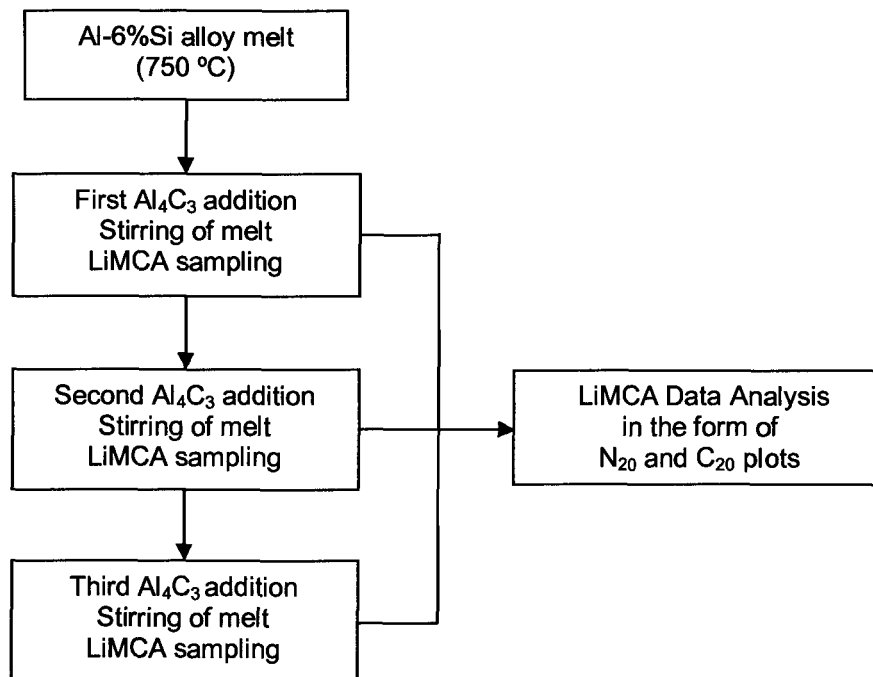 Al-6%Si alloy melt
(750 ºC)
First Al₄C₃ addition
Stirring of melt
LiMCA sampling
Second Al₄C₃ addition
Stirring of melt
LiMCA sampling
Third Al₄C₃ addition
Stirring of melt
LiMCA sampling
LiMCA Data Analysis
in the form of
N₂₀ and C₂₀ plots